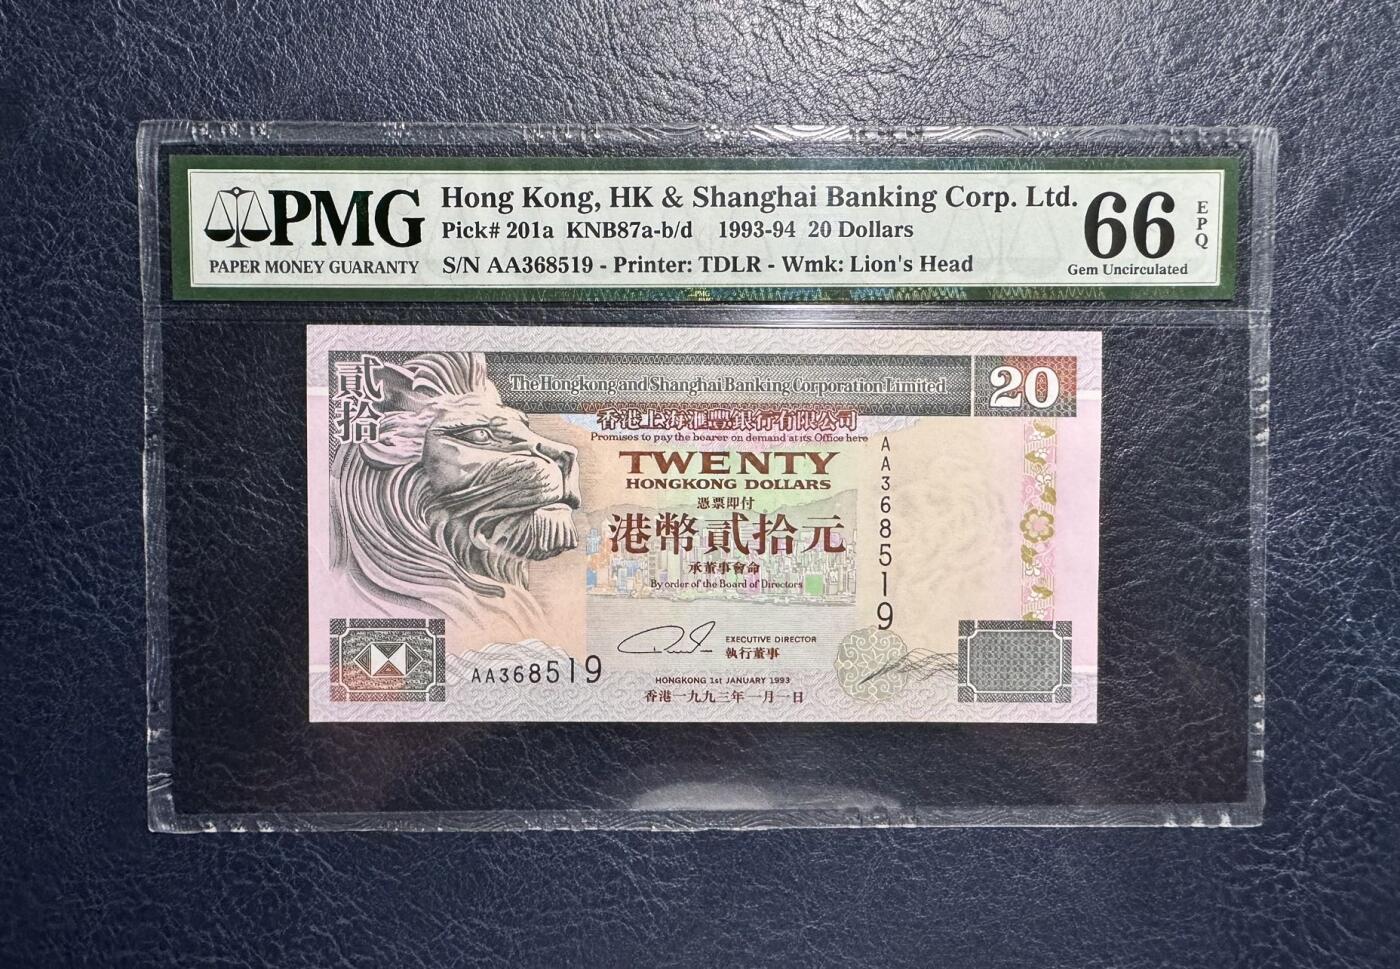 PMG
PAPER MONEY GUARANTY
Hong Kong, HK & Shanghai Banking Corp. Ltd.
Pick# 201a KNB87a-b/d 1993-94 20 Dollars
S/N AA368519 - Printer: TDLR - Wmk: Lion's Head
66
EPQ
Gem Uncirculated
PMG
貳拾
The Hongkong and Shanghai Banking Corporation Limited
20
香港上海滙豐銀行有限公司
Promises to pay the bearer on demand at its Office here
TWENTY
HONGKONG DOLLARS
憑票即付
港幣貳拾元
承董事會命
By order of the Board of Directors
AA368519
EXECUTIVE DIRECTOR
執行董事
AA368519
HONGKONG 1st JANUARY 1993
香港一九九三年一月一日